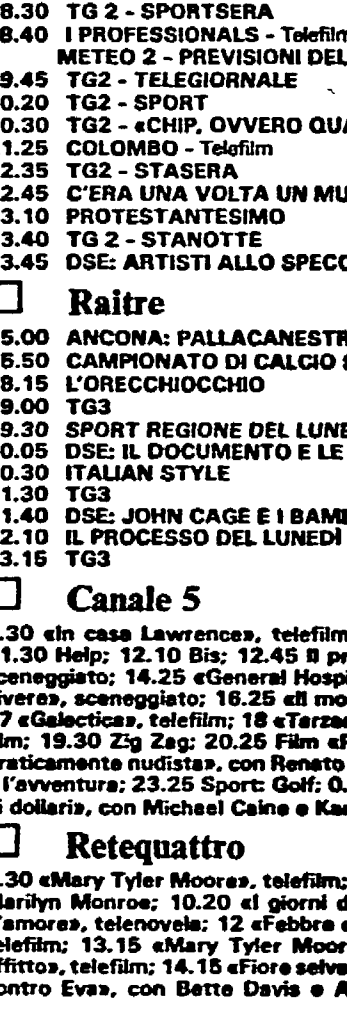 8.30 TG 2 - SPORTSERA
8.40 I PROFESSIONALS - Telefilm
METEO 2 - PREVISIONI DEL
9.45 TG2 - TELEGIORNALE
0.20 TG2 - SPORT
0.30 TG2 - «CHIP, OVVERO QUA
1.25 COLOMBO - Telefilm
2.35 TG2 - STASERA
2.45 C'ERA UNA VOLTA UN MU
3.10 PROTESTANTESIMO
3.40 TG 2 - STANOTTE
3.45 DSE: ARTISTI ALLO SPECC
Raitre
5.00 ANCONA: PALLACANESTR
6.50 CAMPIONATO DI CALCIO
8.15 L'ORECCHIOCCHIO
9.00 TG3
9.30 SPORT REGIONE DEL LUNE
0.05 DSE: IL DOCUMENTO E LE
0.30 ITALIAN STYLE
1.30 TG3
1.40 DSE: JOHN CAGE E I BAMB
2.10 IL PROCESSO DEL LUNEDÌ
3.15 TG3
Canale 5
.30 «In casa Lawrence», telefilm
1.30 Help; 12.10 Bis; 12.45 Il pr
ceneggiato; 14.25 «General Hospi
ivere», sceneggiato; 16.25 «Il mo
7 «Galactica», telefilm; 18 «Tarza
lm; 19.30 Zig Zag; 20.25 Film «P
raticamente nudista», con Renato
l'avventura; 23.25 Sport: Golf; 0.
i dollari», con Michael Caine e Ka
Retequattro
.30 «Mary Tyler Moore», telefilm;
larilyn Monroe; 10.20 «I giorni d
'amore», telenovela; 12 «Febbre
elefilm; 13.15 «Mary Tyler Moor
ffitto», telefilm; 14.15 «Fiore selva
ontro Eva», con Bette Davis e A